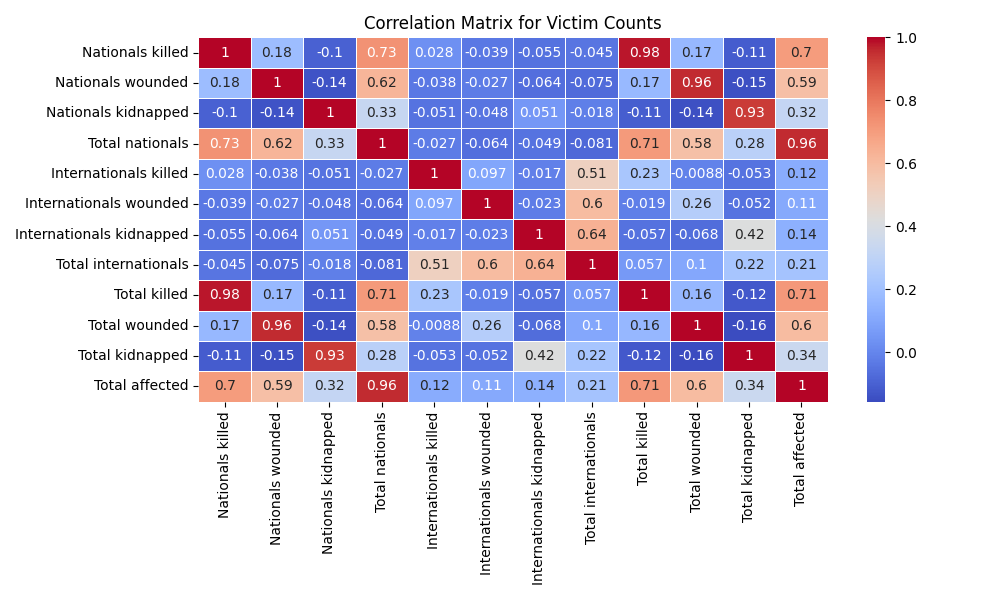 Correlation Matrix for Victim Counts
Nationals killed 1 0.18 -0.1 0.73 0.028 -0.039 -0.055 -0.045 0.98 0.17 -0.11 0.7
Nationals wounded 0.18 1 -0.14 0.62 -0.038 -0.027 -0.064 -0.075 0.17 0.96 -0.15 0.59
Nationals kidnapped -0.1 -0.14 1 0.33 -0.051 -0.048 0.051 -0.018 -0.11 -0.14 0.93 0.32
Total nationals 0.73 0.62 0.33 1 -0.027 -0.064 -0.049 -0.081 0.71 0.58 0.28 0.96
Internationals killed 0.028 -0.038 -0.051 -0.027 1 0.097 -0.017 0.51 0.23 -0.0088 -0.053 0.12
Internationals wounded -0.039 -0.027 -0.048 -0.064 0.097 1 -0.023 0.6 -0.019 0.26 -0.052 0.11
Internationals kidnapped -0.055 -0.064 0.051 -0.049 -0.017 -0.023 1 0.64 -0.057 -0.068 0.42 0.14
Total internationals -0.045 -0.075 -0.018 -0.081 0.51 0.6 0.64 1 0.057 0.1 0.22 0.21
Total killed 0.98 0.17 -0.11 0.71 0.23 -0.019 -0.057 0.057 1 0.16 -0.12 0.71
Total wounded 0.17 0.96 -0.14 0.58 -0.0088 0.26 -0.068 0.1 0.16 1 -0.16 0.6
Total kidnapped -0.11 -0.15 0.93 0.28 -0.053 -0.052 0.42 0.22 -0.12 -0.16 1 0.34
Total affected 0.7 0.59 0.32 0.96 0.12 0.11 0.14 0.21 0.71 0.6 0.34 1
Nationals killed
Nationals wounded
Nationals kidnapped
Total nationals
Internationals killed
Internationals wounded
Internationals kidnapped
Total internationals
Total killed
Total wounded
Total kidnapped
Total affected
1.0
0.8
0.6
0.4
0.2
0.0